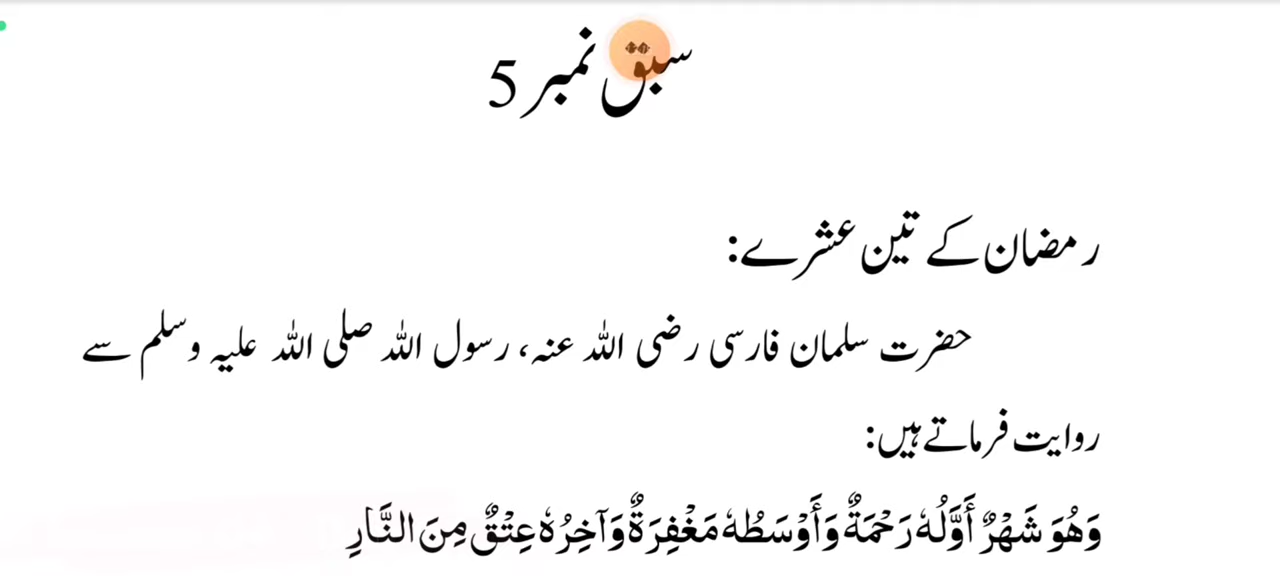 سبق نمبر 5
رمضان کے تین عشرے:
حضرت سلمان فارسی رضی اللہ عنہ، رسول اللہ صلی اللہ علیہ وسلم سے
روایت فرماتے ہیں:
وَهُوَ شَهْرٌ أَوَّلُهٗ رَحْمَةٌ وَأَوْسَطُهٗ مَغْفِرَةٌ وَآخِرُهٗ عِتْقٌ مِنَ النَّارِ